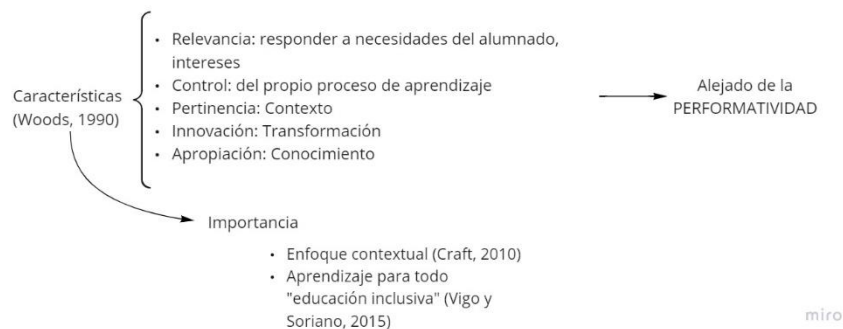 Características
(Woods, 1990)
• Relevancia: responder a necesidades del alumnado,
intereses
• Control: del propio proceso de aprendizaje
• Pertinencia: Contexto
• Innovación: Transformación
• Apropiación: Conocimiento
Alejado de la
PERFORMATIVIDAD
Importancia
• Enfoque contextual (Craft, 2010)
• Aprendizaje para todo
"educación inclusiva" (Vigo y
Soriano, 2015)
miro